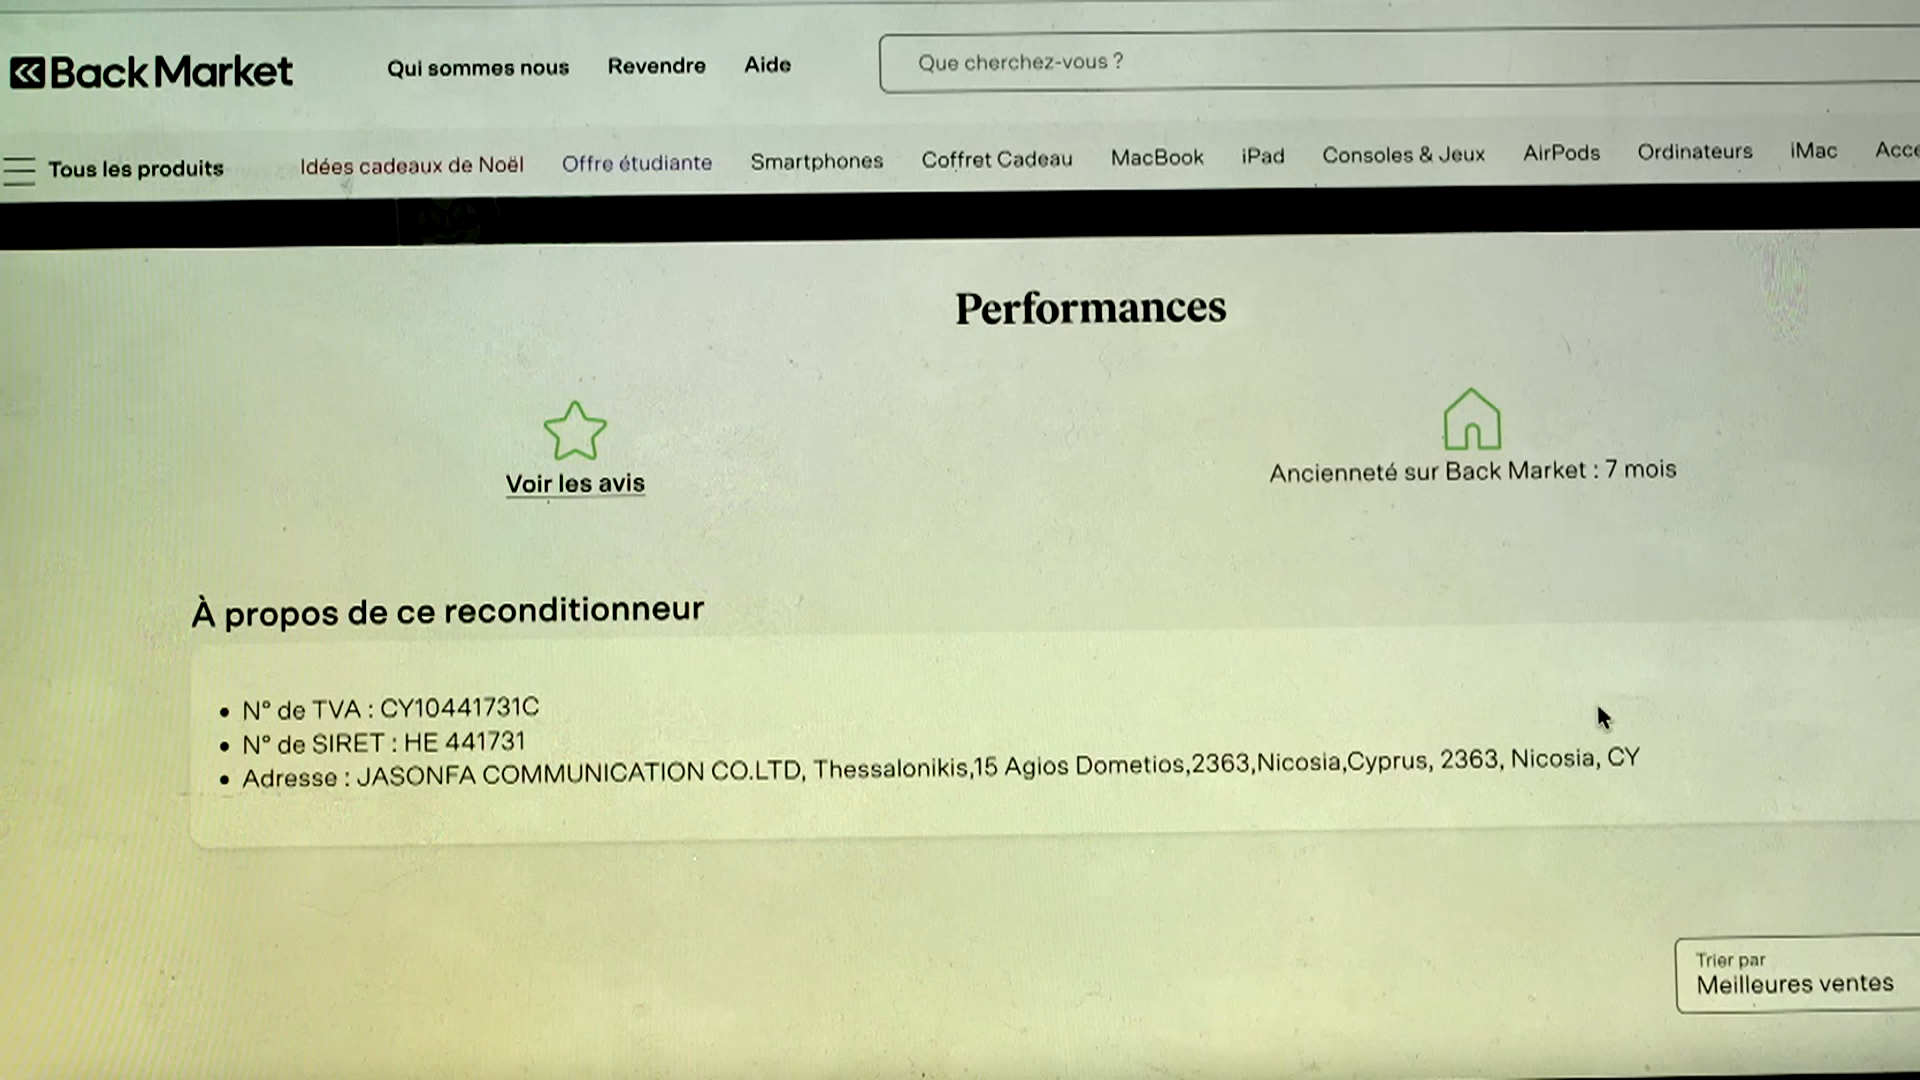 Back Market
Qui sommes nous
Revendre
Aide
Que cherchez-vous ?
Tous les produits
Idées cadeaux de Noël
Offre étudiante
Smartphones
Coffret Cadeau
MacBook
iPad
Consoles & Jeux
AirPods
Ordinateurs
iMac
Acce
Performances
Voir les avis
Ancienneté sur Back Market : 7 mois
À propos de ce reconditionneur
• N° de TVA : CY10441731C
• N° de SIRET : HE 441731
• Adresse : JASONFA COMMUNICATION CO.LTD, Thessalonikis,15 Agios Dometios,2363,Nicosia,Cyprus, 2363, Nicosia, CY
Trier par
Meilleures ventes